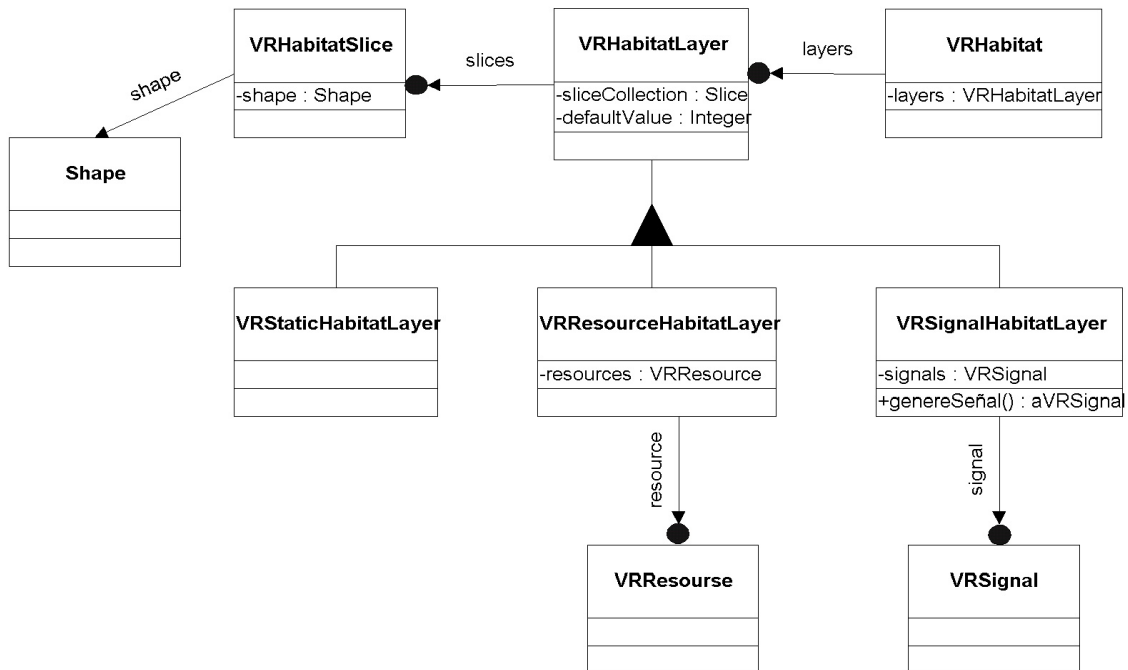 VRHabitatSlice
-shape : Shape
slices
VRHabitatLayer
-sliceCollection : Slice
-defaultValue : Integer
layers
VRHabitat
-layers : VRHabitatLayer
shape
Shape
VRStaticHabitatLayer
VRResourceHabitatLayer
-resources : VRResource
VRSignalHabitatLayer
-signals : VRSignal
+genereSeñal() : aVRSignal
resource
signal
VRResourse
VRSignal